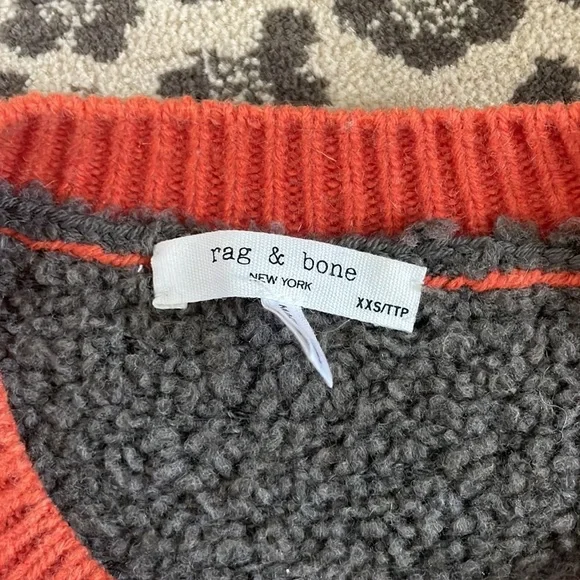 rag & bone
NEW YORK
XXS/TTP